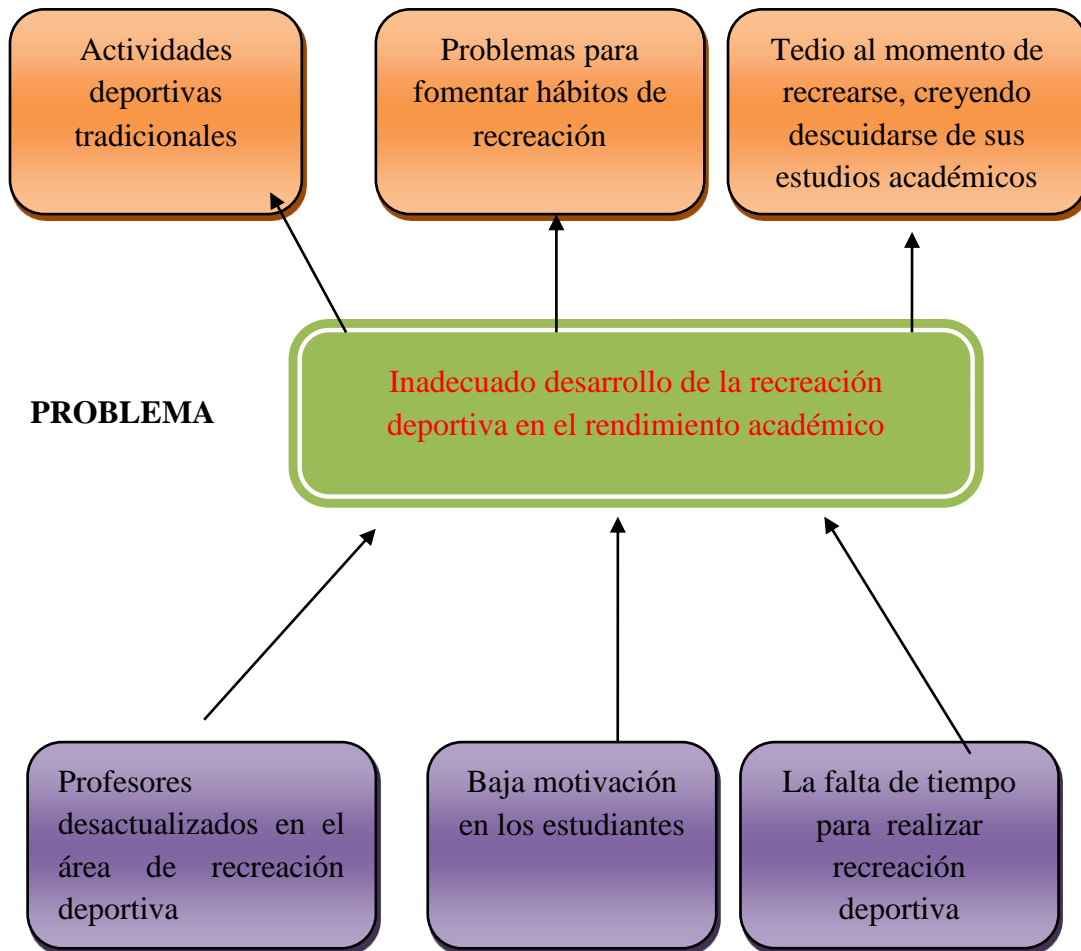 Actividades
deportivas
tradicionales
Problemas para
fomentar hábitos de
recreación
Tedio al momento de
recrearse, creyendo
descuidarse de sus
estudios académicos
PROBLEMA
Inadecuado desarrollo de la recreación
deportiva en el rendimiento académico
Profesores
desactualizados en el
área de recreación
deportiva
Baja motivación
en los estudiantes
La falta de tiempo
para realizar
recreación
deportiva